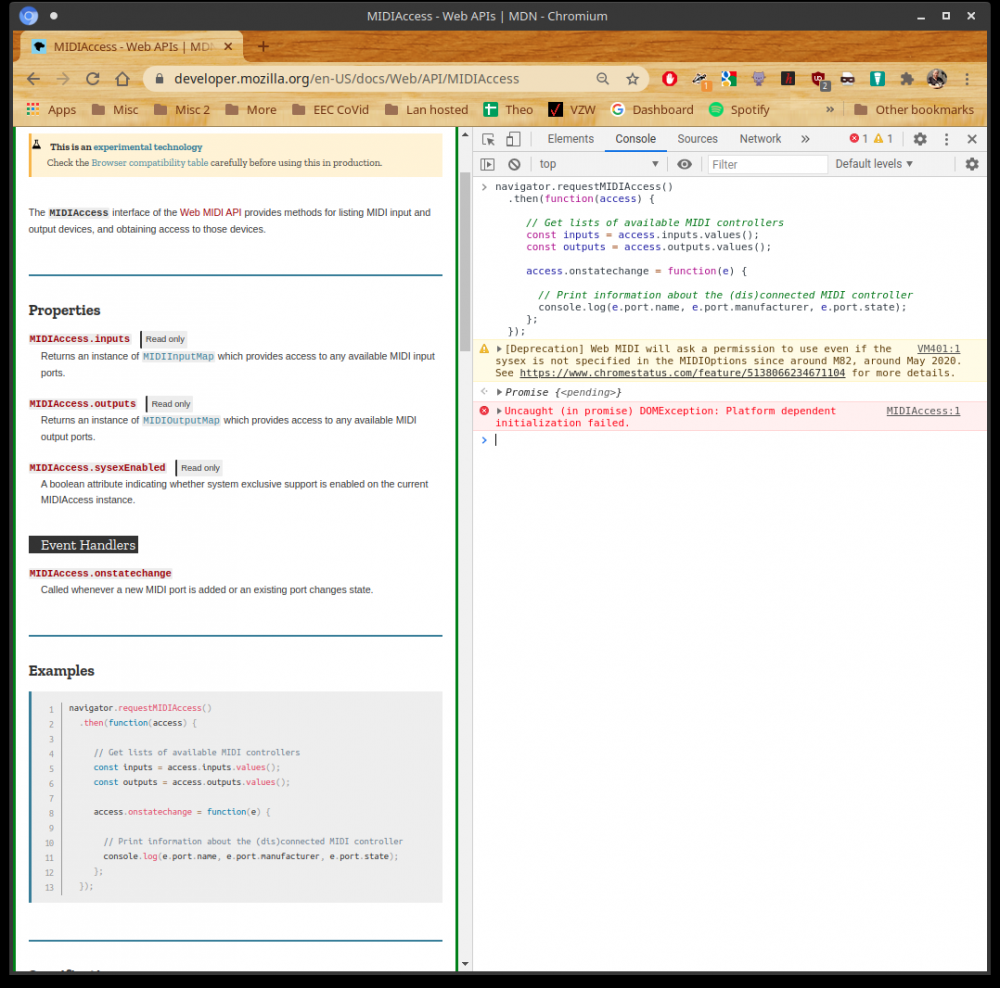 MIDIAccess - Web APIs | MDN - Chromium
MIDIAccess - Web APIs | MDN
developer.mozilla.org/en-US/docs/Web/API/MIDIAccess
1
2
Apps Misc Misc 2 More EEC CoVid Lan hosted Theo VZW Dashboard Spotify » Other bookmarks
This is an experimental technology
Check the Browser compatibility table carefully before using this in production.
The MIDIAccess interface of the Web MIDI API provides methods for listing MIDI input and
output devices, and obtaining access to those devices.
Properties
MIDIAccess.inputs Read only
Returns an instance of MIDIInputMap which provides access to any available MIDI input
ports.
MIDIAccess.outputs Read only
Returns an instance of MIDIOutputMap which provides access to any available MIDI
output ports.
MIDIAccess.sysexEnabled Read only
A boolean attribute indicating whether system exclusive support is enabled on the current
MIDIAccess instance.
Event Handlers
MIDIAccess.onstatechange
Called whenever a new MIDI port is added or an existing port changes state.
Examples
1 navigator.requestMIDIAccess()
2 .then(function(access) {
3
4 // Get lists of available MIDI controllers
5 const inputs = access.inputs.values();
6 const outputs = access.outputs.values();
7
8 access.onstatechange = function(e) {
9
10 // Print information about the (dis)connected MIDI controller
11 console.log(e.port.name, e.port.manufacturer, e.port.state);
12 };
13 });
Elements Console Sources Network » 1 1
top Filter Default levels
navigator.requestMIDIAccess()
.then(function(access) {
// Get lists of available MIDI controllers
const inputs = access.inputs.values();
const outputs = access.outputs.values();
access.onstatechange = function(e) {
// Print information about the (dis)connected MIDI controller
console.log(e.port.name, e.port.manufacturer, e.port.state);
};
});
[Deprecation] Web MIDI will ask a permission to use even if the VM401:1
sysex is not specified in the MIDIOptions since around M82, around May 2020.
See https://www.chromestatus.com/feature/5138066234671104 for more details.
Promise {<pending>}
Uncaught (in promise) DOMException: Platform dependent MIDIAccess:1
initialization failed.